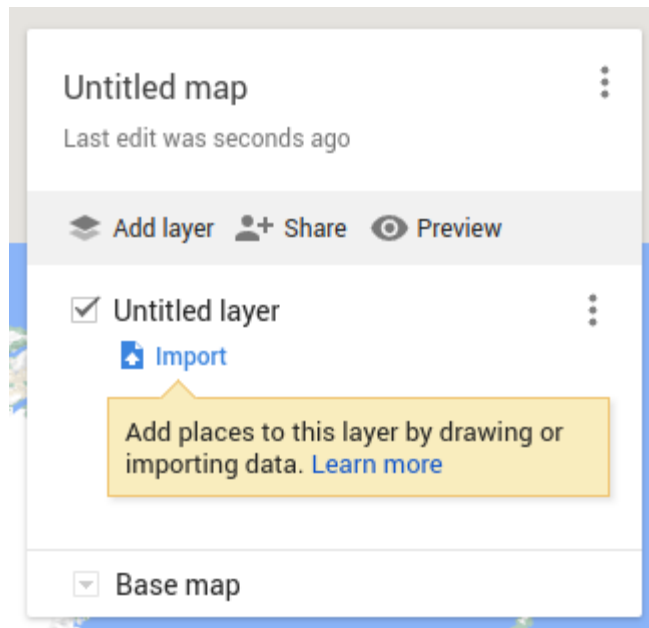 Untitled map
Last edit was seconds ago
Add layer Share Preview
Untitled layer
Import
Add places to this layer by drawing or
importing data. Learn more
Base map